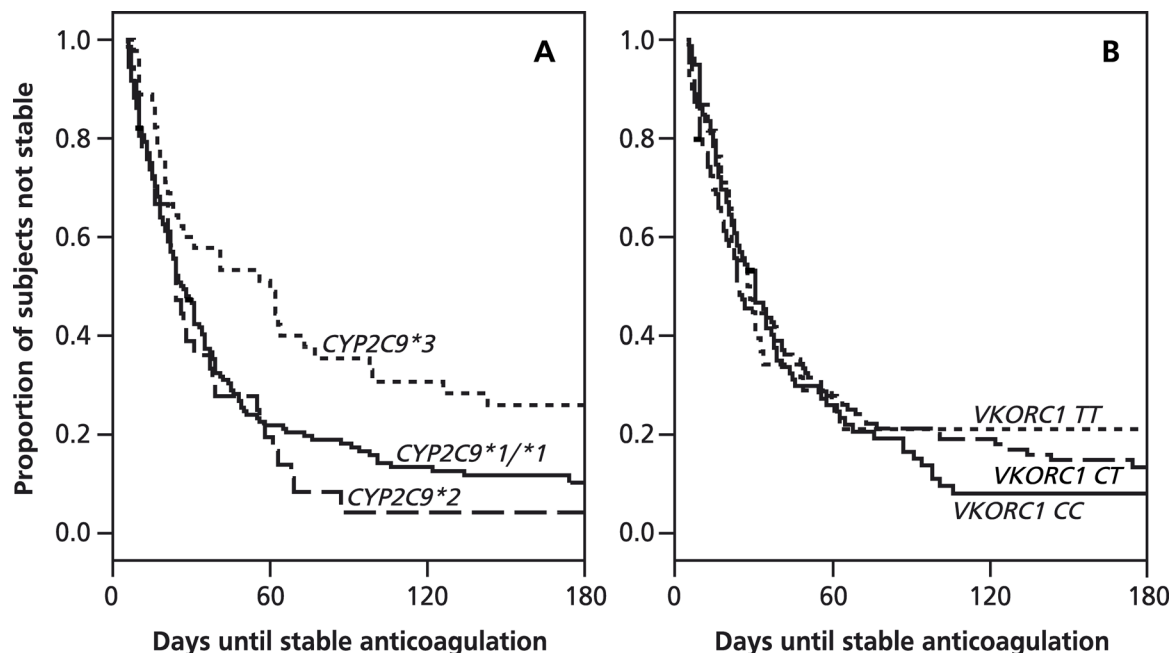 A
B
Proportion of subjects not stable
1.0
0.8
0.6
0.4
0.2
0.0
CYP2C9*3
CYP2C9*1/*1
CYP2C9*2
0
60
120
180
Days until stable anticoagulation
1.0
0.8
0.6
0.4
0.2
0.0
VKORC1 TT
VKORC1 CT
VKORC1 CC
0
60
120
180
Days until stable anticoagulation